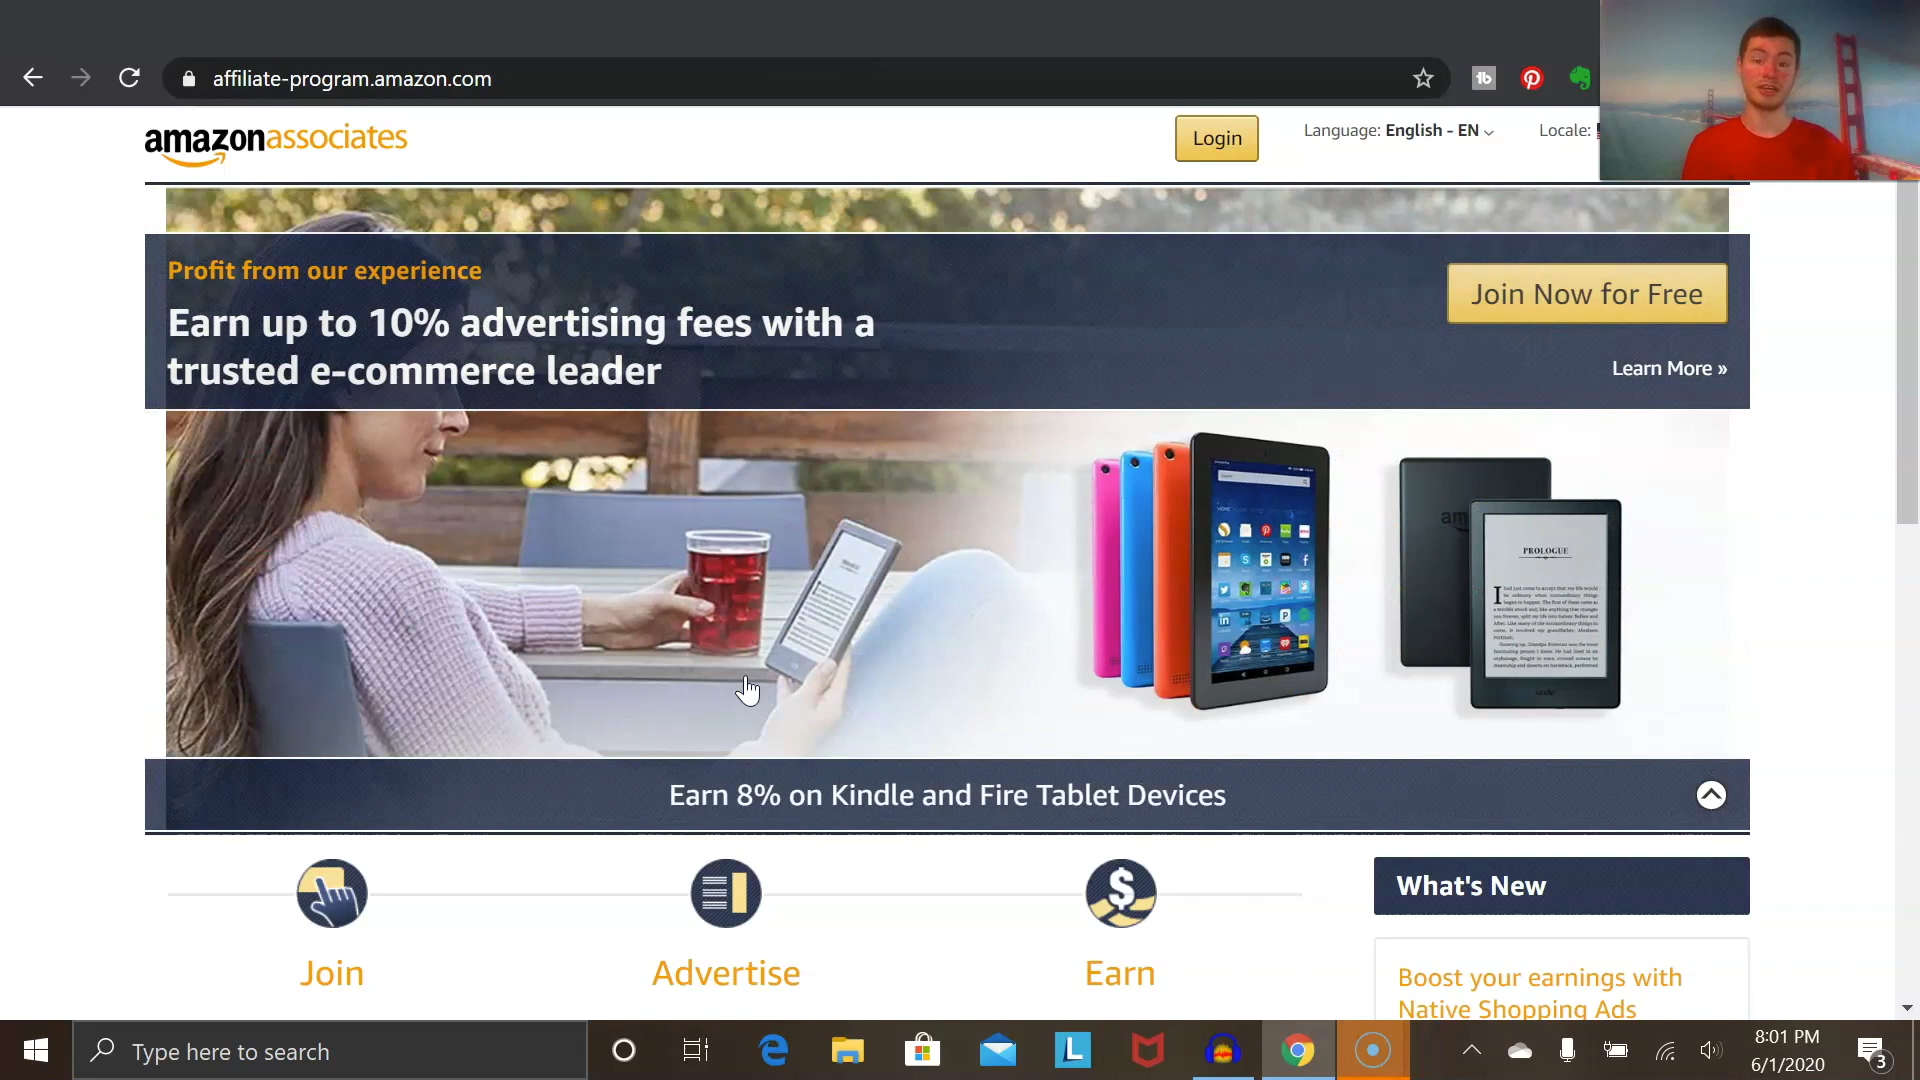 affiliate-program.amazon.com
amazonassociates
Login
Language: English - EN
Locale:
Profit from our experience
Earn up to 10% advertising fees with a
trusted e-commerce leader
Join Now for Free
Learn More »
PROLOGUE
Earn 8% on Kindle and Fire Tablet Devices
Join
Advertise
Earn
What's New
Boost your earnings with
Native Shopping Ads
Type here to search
8:01 PM
6/1/2020
3